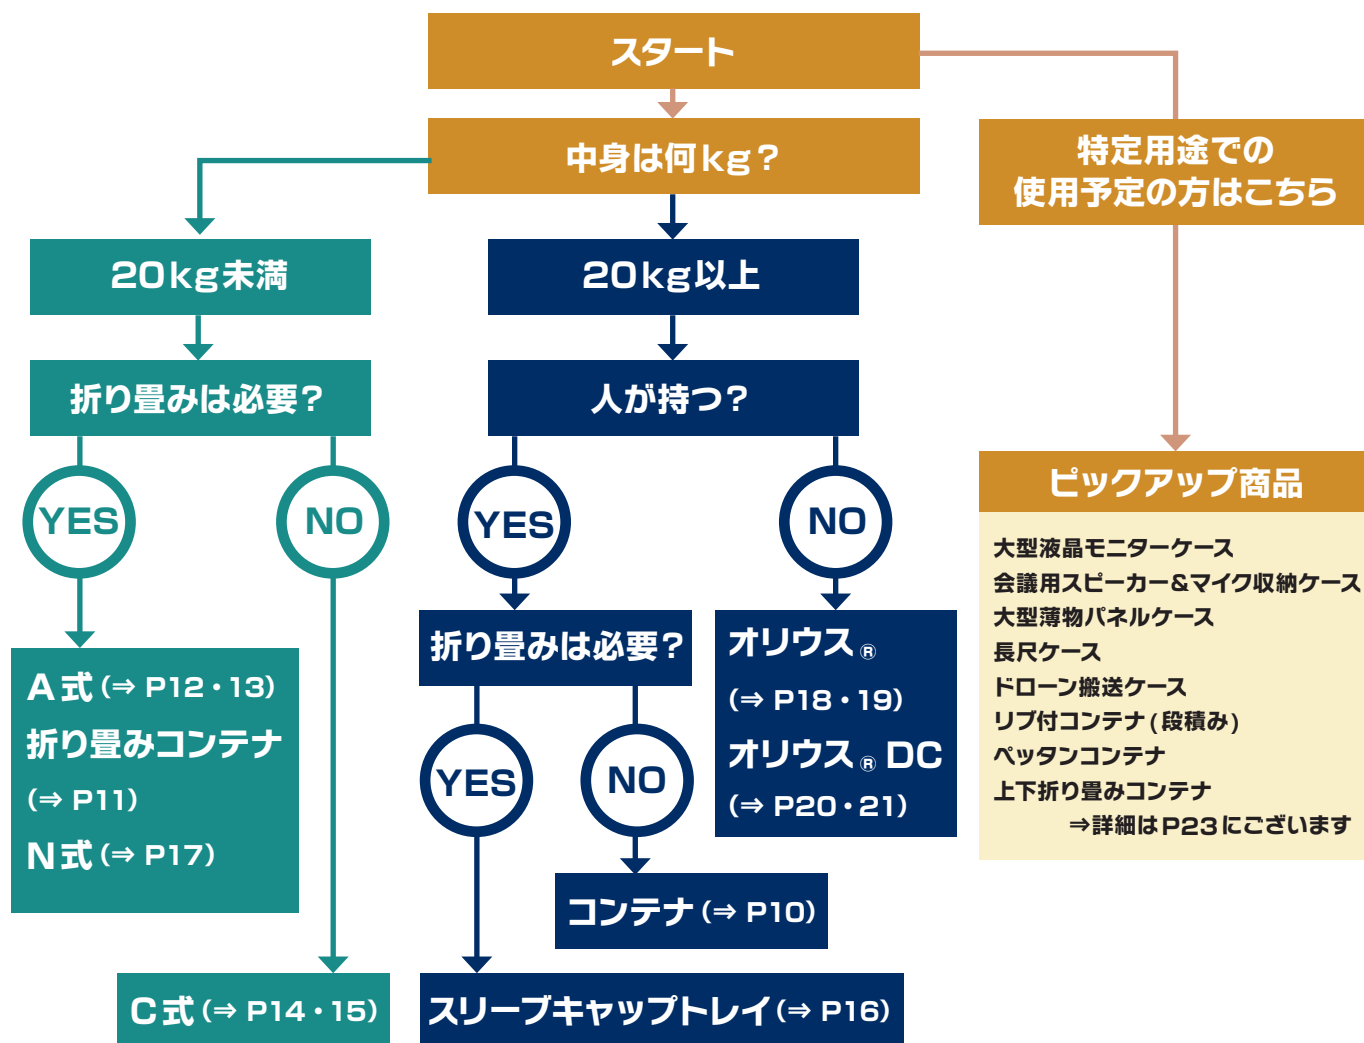 スタート
中身は何kg？
特定用途での
使用予定の方はこちら
20kg未満
20kg以上
折り畳みは必要？
人が持つ？
YES
NO
YES
NO
ピックアップ商品
大型液晶モニターケース
会議用スピーカー&マイク収納ケース
大型薄物パネルケース
長尺ケース
ドローン搬送ケース
リブ付コンテナ(段積み)
ペッタンコンテナ
上下折り畳みコンテナ
⇒詳細はP23にございます
折り畳みは必要？
オリウス®
(⇒ P18・19)
オリウス® DC
(⇒ P20・21)
A式(⇒ P12・13)
折り畳みコンテナ
(⇒ P11)
N式(⇒ P17)
YES
NO
コンテナ(⇒ P10)
C式(⇒ P14・15)
スリーブキャップトレイ(⇒ P16)